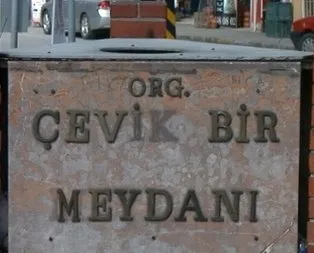 ORG.
ÇEVİK BİR
MEYDANI